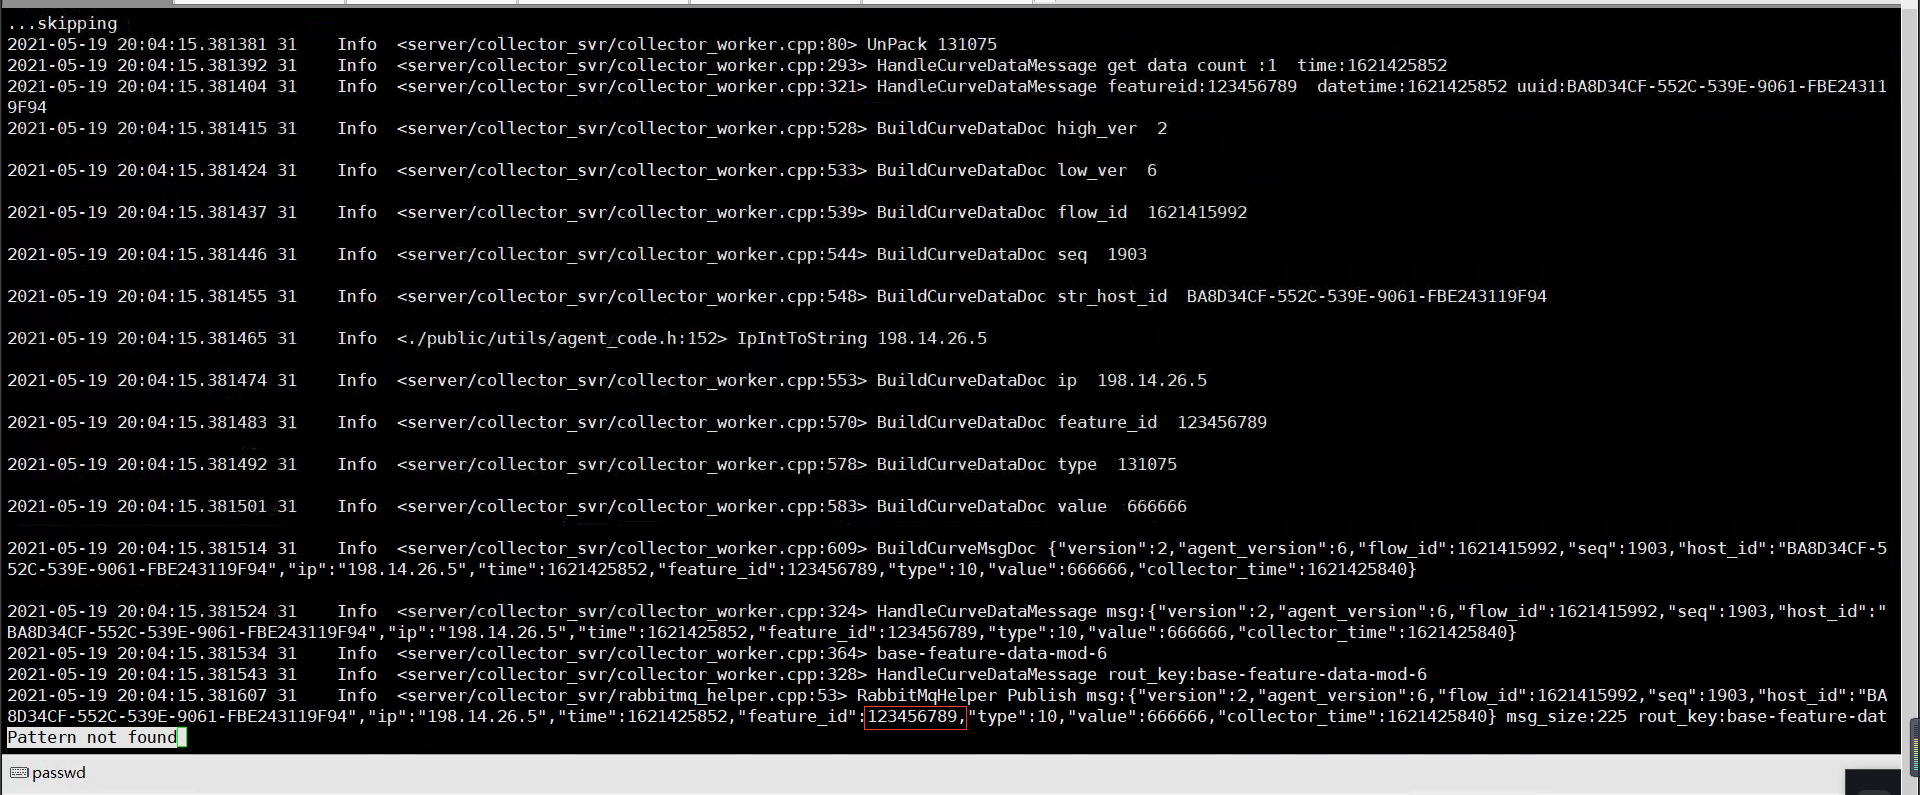 ...skipping
2021-05-19 20:04:15.381381 31    Info  <server/collector_svr/collector_worker.cpp:80> UnPack 131075
2021-05-19 20:04:15.381392 31    Info  <server/collector_svr/collector_worker.cpp:293> HandleCurveDataMessage get data count :1  time:1621425852
2021-05-19 20:04:15.381404 31    Info  <server/collector_svr/collector_worker.cpp:321> HandleCurveDataMessage featureid:123456789  datetime:1621425852 uuid:BA8D34CF-552C-539E-9061-FBE24311
9F94
2021-05-19 20:04:15.381415 31    Info  <server/collector_svr/collector_worker.cpp:528> BuildCurveDataDoc high_ver  2
2021-05-19 20:04:15.381424 31    Info  <server/collector_svr/collector_worker.cpp:533> BuildCurveDataDoc low_ver  6
2021-05-19 20:04:15.381437 31    Info  <server/collector_svr/collector_worker.cpp:539> BuildCurveDataDoc flow_id  1621415992
2021-05-19 20:04:15.381446 31    Info  <server/collector_svr/collector_worker.cpp:544> BuildCurveDataDoc seq  1903
2021-05-19 20:04:15.381455 31    Info  <server/collector_svr/collector_worker.cpp:548> BuildCurveDataDoc str_host_id  BA8D34CF-552C-539E-9061-FBE243119F94
2021-05-19 20:04:15.381465 31    Info  <./public/utils/agent_code.h:152> IpIntToString 198.14.26.5
2021-05-19 20:04:15.381474 31    Info  <server/collector_svr/collector_worker.cpp:553> BuildCurveDataDoc ip  198.14.26.5
2021-05-19 20:04:15.381483 31    Info  <server/collector_svr/collector_worker.cpp:570> BuildCurveDataDoc feature_id  123456789
2021-05-19 20:04:15.381492 31    Info  <server/collector_svr/collector_worker.cpp:578> BuildCurveDataDoc type  131075
2021-05-19 20:04:15.381501 31    Info  <server/collector_svr/collector_worker.cpp:583> BuildCurveDataDoc value  666666
2021-05-19 20:04:15.381514 31    Info  <server/collector_svr/collector_worker.cpp:609> BuildCurveMsgDoc {"version":2,"agent_version":6,"flow_id":1621415992,"seq":1903,"host_id":"BA8D34CF-5
52C-539E-9061-FBE243119F94","ip":"198.14.26.5","time":1621425852,"feature_id":123456789,"type":10,"value":666666,"collector_time":1621425840}
2021-05-19 20:04:15.381524 31    Info  <server/collector_svr/collector_worker.cpp:324> HandleCurveDataMessage msg:{"version":2,"agent_version":6,"flow_id":1621415992,"seq":1903,"host_id":"
BA8D34CF-552C-539E-9061-FBE243119F94","ip":"198.14.26.5","time":1621425852,"feature_id":123456789,"type":10,"value":666666,"collector_time":1621425840}
2021-05-19 20:04:15.381534 31    Info  <server/collector_svr/collector_worker.cpp:364> base-feature-data-mod-6
2021-05-19 20:04:15.381543 31    Info  <server/collector_svr/collector_worker.cpp:328> HandleCurveDataMessage rout_key:base-feature-data-mod-6
2021-05-19 20:04:15.381607 31    Info  <server/collector_svr/rabbitmq_helper.cpp:53> RabbitMqHelper Publish msg:{"version":2,"agent_version":6,"flow_id":1621415992,"seq":1903,"host_id":"BA
8D34CF-552C-539E-9061-FBE243119F94","ip":"198.14.26.5","time":1621425852,"feature_id":123456789,"type":10,"value":666666,"collector_time":1621425840} msg_size:225 rout_key:base-feature-dat
Pattern not found
passwd